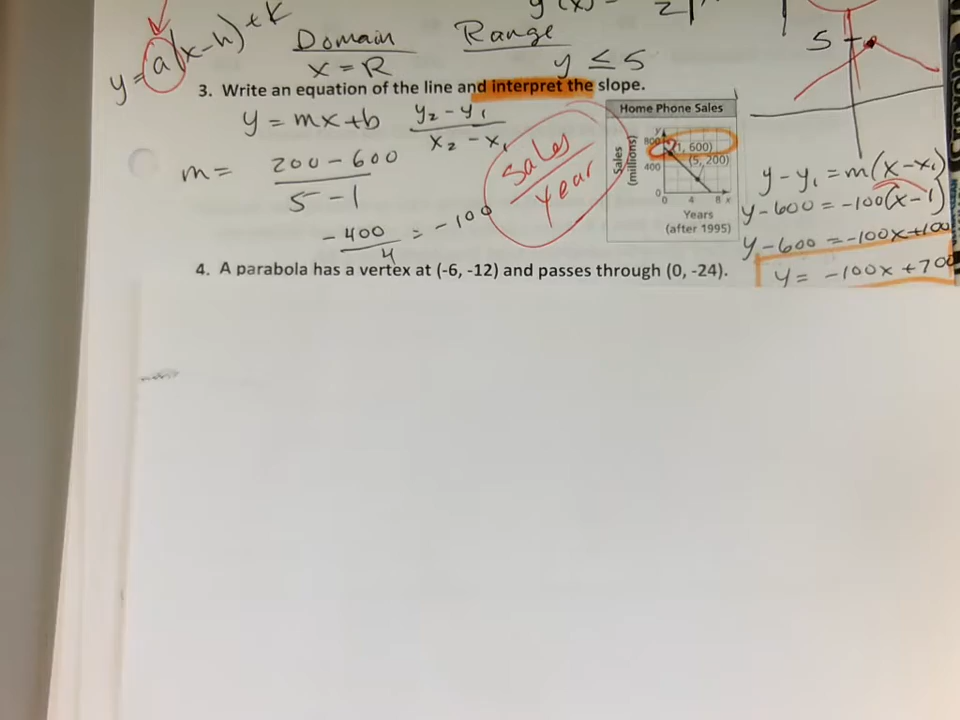 y = a(x-h)² + K
Domain Range
x = R y ≤ 5
5
3. Write an equation of the line and interpret the slope.
y = mx+b
y₂ - y₁
x₂ - x₁
m =
200 - 600
5 - 1
-400
4
= -100
Sales
Year
Home Phone Sales
Sales
(millions)
y
800
400
0
(1, 600)
(5, 200)
0 4 8 x
Years
(after 1995)
y - y₁ = m(x-x₁)
y-600 = -100(x-1)
y-600 = -100x+100
y = -100x + 700
4. A parabola has a vertex at (-6, -12) and passes through (0, -24).